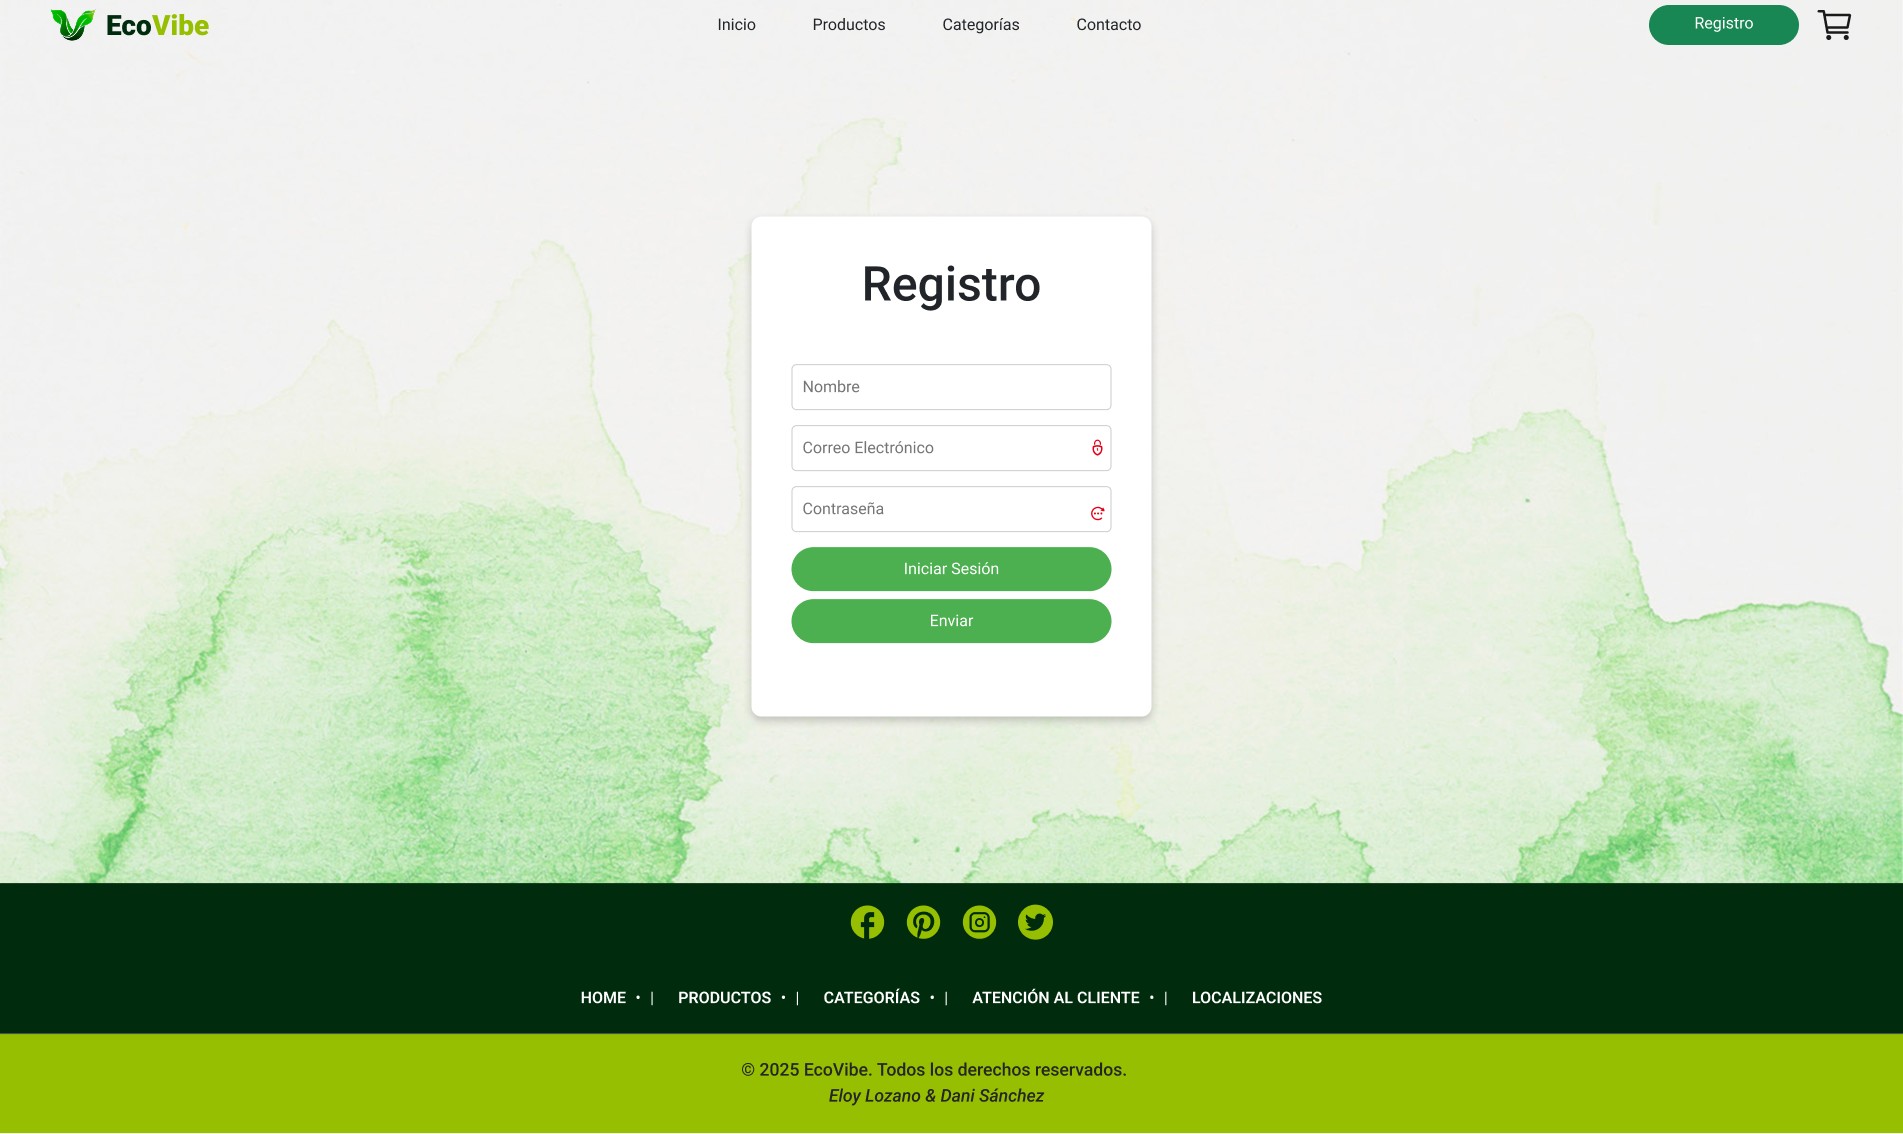 EcoVibe
Inicio Productos Categorías Contacto
Registro
Registro
Nombre
Correo Electrónico
Contraseña
Iniciar Sesión
Enviar
HOME • | PRODUCTOS • | CATEGORÍAS • | ATENCIÓN AL CLIENTE • | LOCALIZACIONES
© 2025 EcoVibe. Todos los derechos reservados.
Eloy Lozano & Dani Sánchez